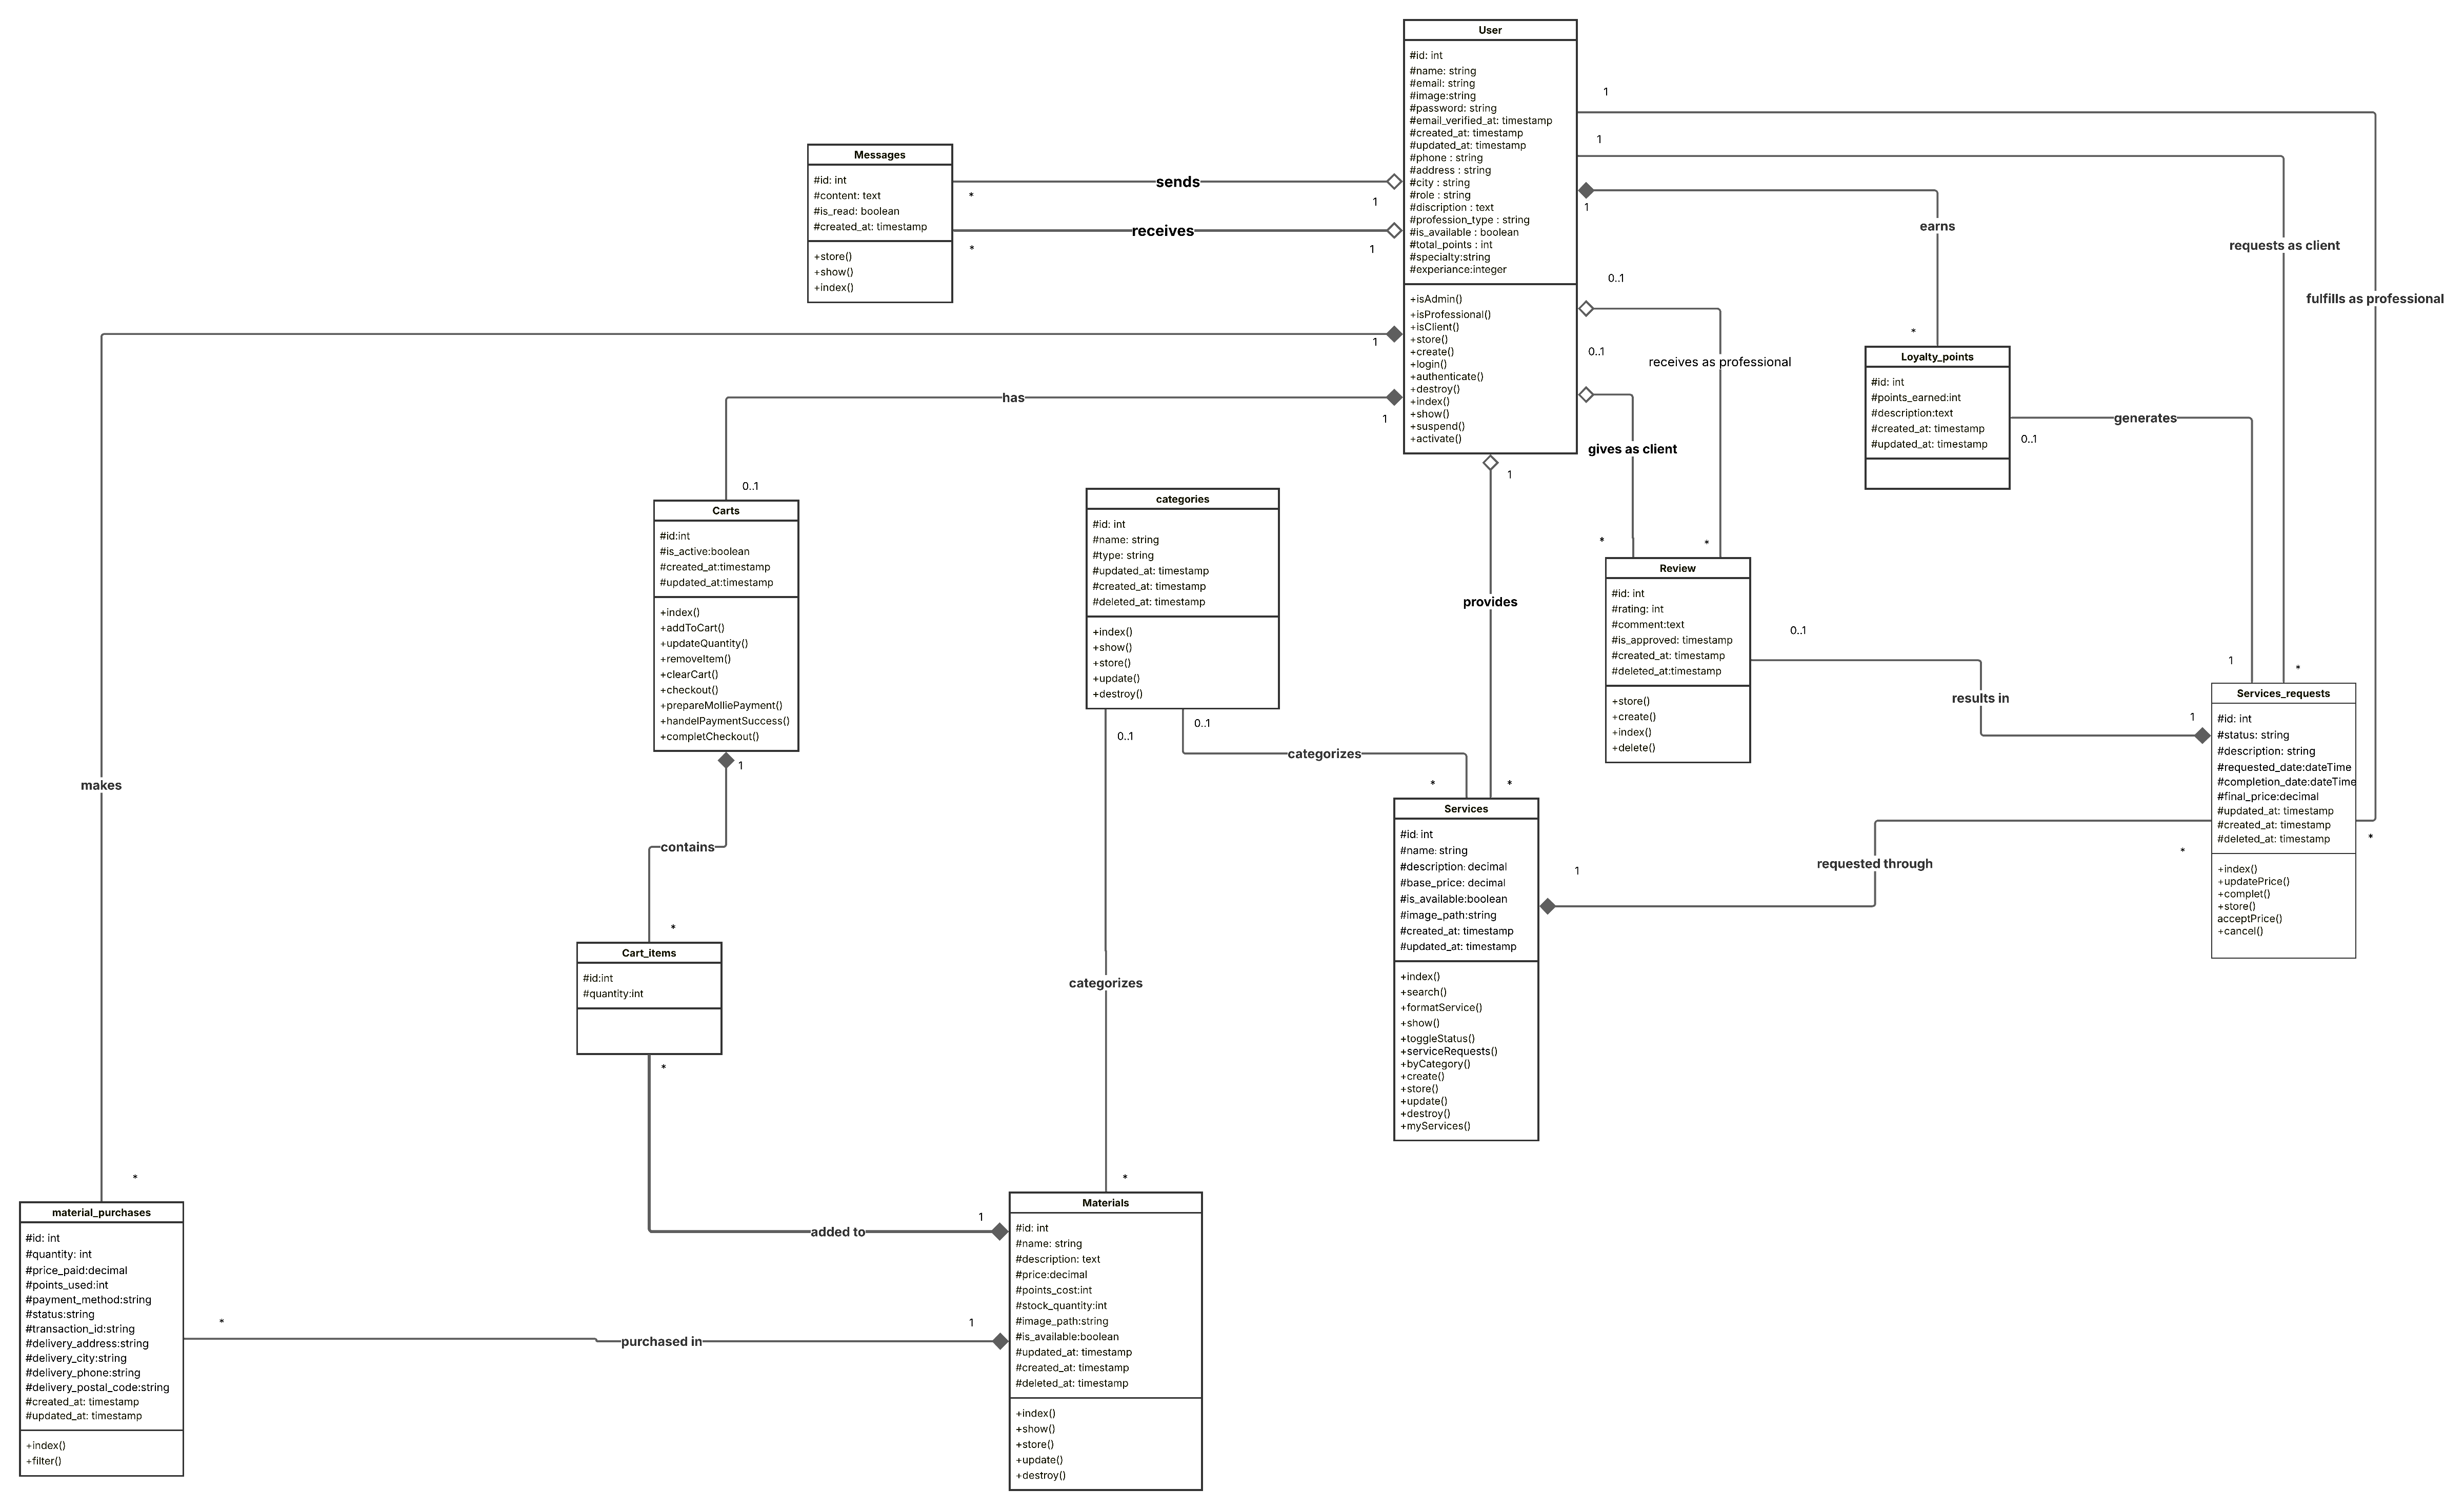 User
#id: int
#name: string
#email: string
#image:string
#password: string
#email_verified_at: timestamp
#created_at: timestamp
#updated_at: timestamp
#phone : string
#address : string
#city : string
#role : string
#discription : text
#profession_type : string
#is_available : boolean
#total_points : int
#specialty:string
#experiance:integer
+isAdmin()
+isProfessional()
+isClient()
+store()
+create()
+login()
+authenticate()
+destroy()
+index()
+show()
+suspend()
+activate()
Messages
#id: int
#content: text
#is_read: boolean
#created_at: timestamp
+store()
+show()
+index()
sends
*
1
receives
*
1
1
1
1
earns
*
requests as client
*
fulfills as professional
*
0..1
receives as professional
*
0..1
gives as client
*
1
has
1
0..1
makes
*
Loyalty_points
#id: int
#points_earned:int
#description:text
#created_at: timestamp
#updated_at: timestamp
generates
0..1
1
Carts
#id:int
#is_active:boolean
#created_at:timestamp
#updated_at:timestamp
+index()
+addToCart()
+updateQuantity()
+removeItem()
+clearCart()
+checkout()
+prepareMolliePayment()
+handelPaymentSuccess()
+completCheckout()
categories
#id: int
#name: string
#type: string
#updated_at: timestamp
#created_at: timestamp
#deleted_at: timestamp
+index()
+show()
+store()
+update()
+destroy()
1
provides
*
Review
#id: int
#rating: int
#comment:text
#is_approved: timestamp
#created_at: timestamp
#deleted_at:timestamp
+store()
+create()
+index()
+delete()
0..1
results in
1
Services_requests
#id: int
#status: string
#description: string
#requested_date:dateTime
#completion_date:dateTime
#final_price:decimal
#updated_at: timestamp
#created_at: timestamp
#deleted_at: timestamp
+index()
+updatePrice()
+complet()
+store()
acceptPrice()
+cancel()
0..1
categorizes
*
0..1
categorizes
*
Services
#id: int
#name: string
#description: decimal
#base_price: decimal
#is_available:boolean
#image_path:string
#created_at: timestamp
#updated_at: timestamp
+index()
+search()
+formatService()
+show()
+toggleStatus()
+serviceRequests()
+byCategory()
+create()
+store()
+update()
+destroy()
+myServices()
1
requested through
*
1
contains
*
Cart_items
#id:int
#quantity:int
*
added to
1
material_purchases
#id: int
#quantity: int
#price_paid:decimal
#points_used:int
#payment_method:string
#status:string
#transaction_id:string
#delivery_address:string
#delivery_city:string
#delivery_phone:string
#delivery_postal_code:string
#created_at: timestamp
#updated_at: timestamp
+index()
+filter()
*
purchased in
1
Materials
#id: int
#name: string
#description: text
#price:decimal
#points_cost:int
#stock_quantity:int
#image_path:string
#is_available:boolean
#updated_at: timestamp
#created_at: timestamp
#deleted_at: timestamp
+index()
+show()
+store()
+update()
+destroy()